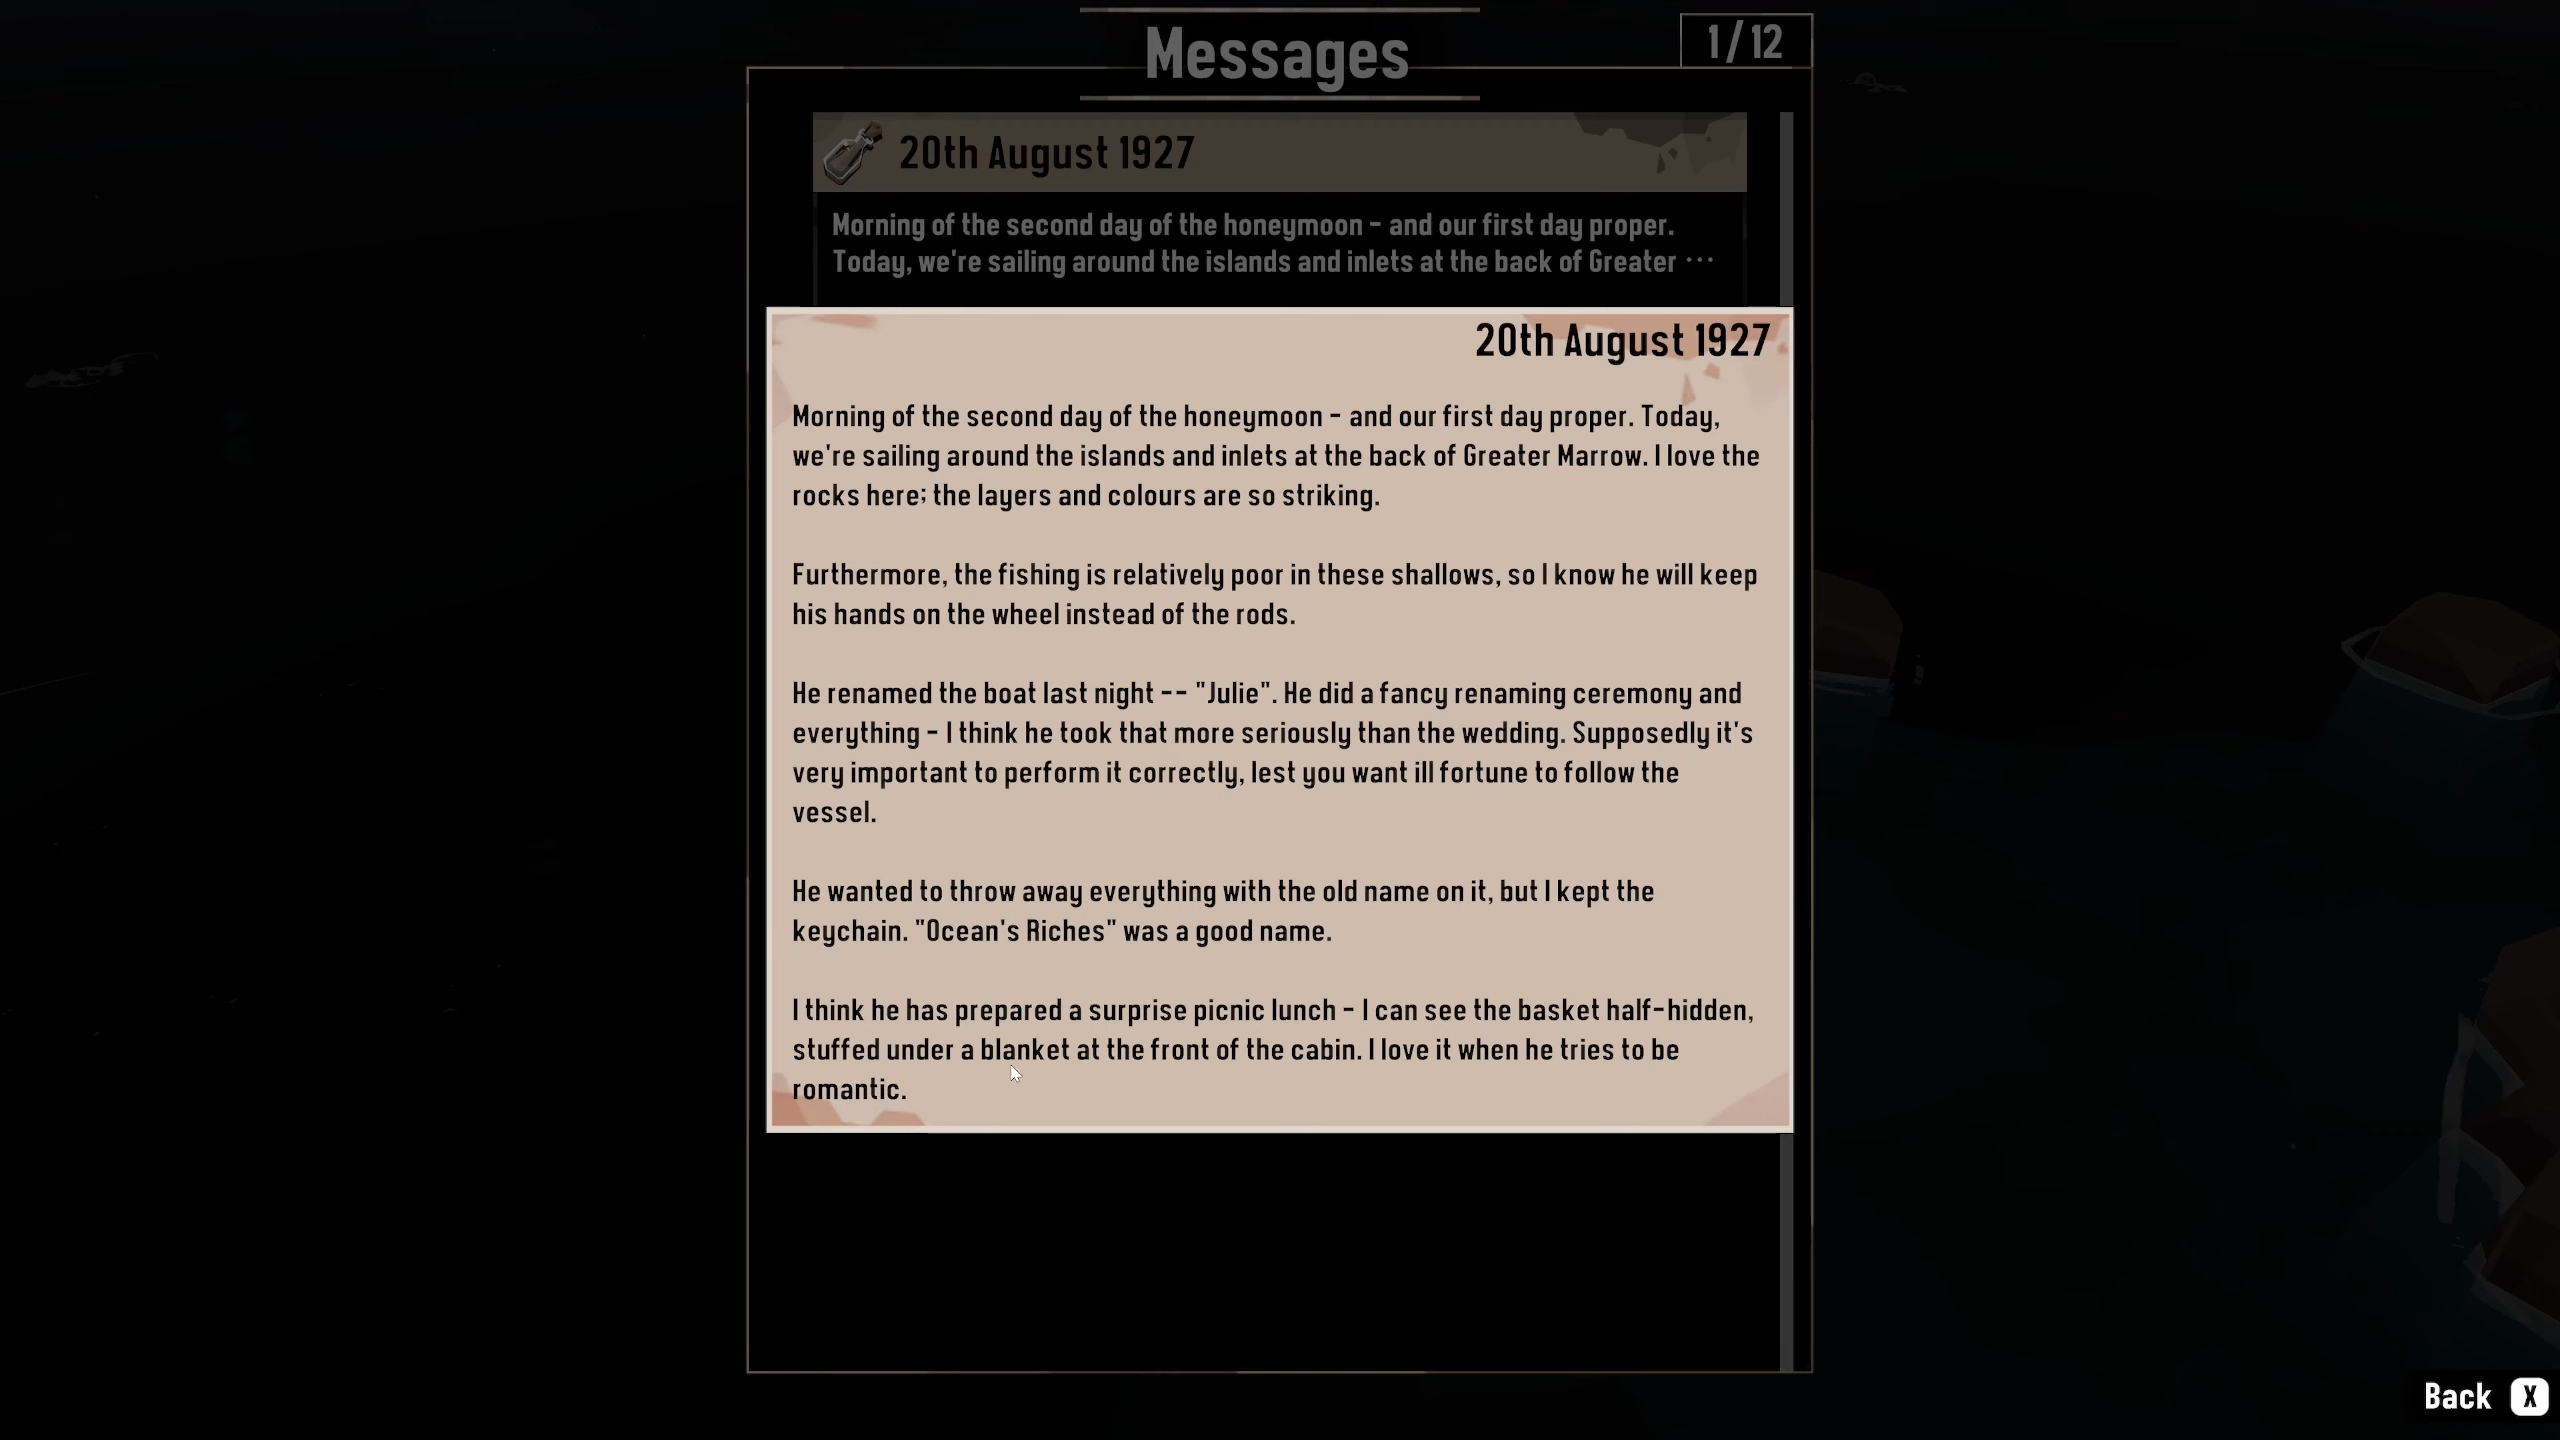 Messages
1/12
20th August 1927
Morning of the second day of the honeymoon - and our first day proper.
Today, we're sailing around the islands and inlets at the back of Greater ...
20th August 1927
Morning of the second day of the honeymoon - and our first day proper. Today,
we're sailing around the islands and inlets at the back of Greater Marrow. I love the
rocks here; the layers and colours are so striking.
Furthermore, the fishing is relatively poor in these shallows, so I know he will keep
his hands on the wheel instead of the rods.
He renamed the boat last night -- "Julie". He did a fancy renaming ceremony and
everything - I think he took that more seriously than the wedding. Supposedly it's
very important to perform it correctly, lest you want ill fortune to follow the
vessel.
He wanted to throw away everything with the old name on it, but I kept the
keychain. "Ocean's Riches" was a good name.
I think he has prepared a surprise picnic lunch - I can see the basket half-hidden,
stuffed under a blanket at the front of the cabin. I love it when he tries to be
romantic.
Back X